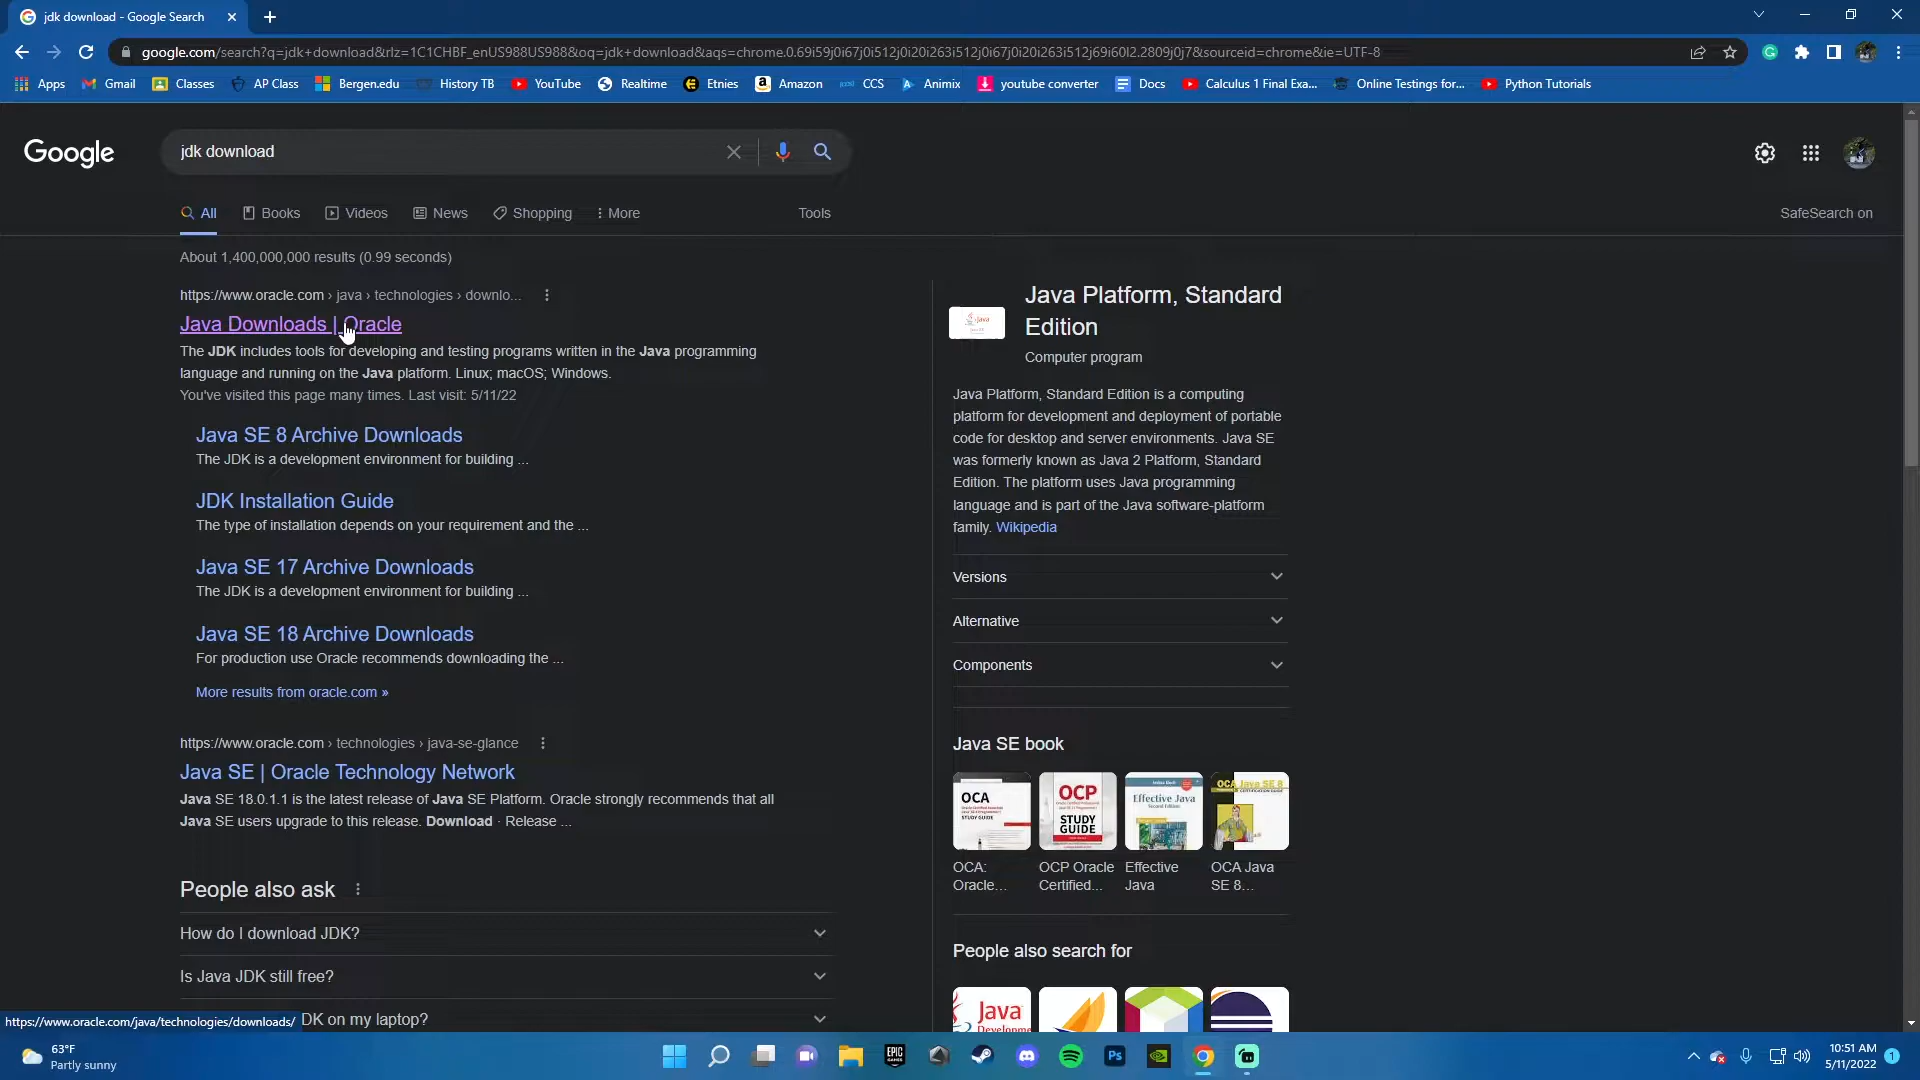 jdk download - Google Search
google.com/search?q=jdk+download&rlz=1C1CHBF_enUS988US988&oq=jdk+download&aqs=chrome.0.69i59j0i67j0i512j0i20i263i512j0i67j0i20i263i512j69i60l2.2809j0j7&sourceid=chrome&ie=UTF-8
Apps Gmail Classes AP Class Bergen.edu History TB YouTube Realtime Etnies Amazon CCS Animix youtube converter Docs Calculus 1 Final Exa... Online Testings for... Python Tutorials
Google
jdk download
All Books Videos News Shopping More Tools SafeSearch on
About 1,400,000,000 results (0.99 seconds)
https://www.oracle.com › java › technologies › downlo...
Java Downloads | Oracle
The JDK includes tools for developing and testing programs written in the Java programming
language and running on the Java platform. Linux; macOS; Windows.
You've visited this page many times. Last visit: 5/11/22
Java SE 8 Archive Downloads
The JDK is a development environment for building ...
JDK Installation Guide
The type of installation depends on your requirement and the ...
Java SE 17 Archive Downloads
The JDK is a development environment for building ...
Java SE 18 Archive Downloads
For production use Oracle recommends downloading the ...
More results from oracle.com »
https://www.oracle.com › technologies › java-se-glance
Java SE | Oracle Technology Network
Java SE 18.0.1.1 is the latest release of Java SE Platform. Oracle strongly recommends that all
Java SE users upgrade to this release. Download · Release ...
People also ask
How do I download JDK?
Is Java JDK still free?
DK on my laptop?
https://www.oracle.com/java/technologies/downloads/
Java Platform, Standard
Edition
Computer program
Java Platform, Standard Edition is a computing
platform for development and deployment of portable
code for desktop and server environments. Java SE
was formerly known as Java 2 Platform, Standard
Edition. The platform uses Java programming
language and is part of the Java software-platform
family. Wikipedia
Versions
Alternative
Components
Java SE book
OCA
STUDY GUIDE
OCP
STUDY
GUIDE
Effective Java
OCA Java SE 8
OCA:
Oracle...
OCP Oracle
Certified...
Effective
Java
OCA Java
SE 8...
People also search for
Java
63°F
Partly sunny
EPIC
GAMES
Ps
10:51 AM
5/11/2022
1